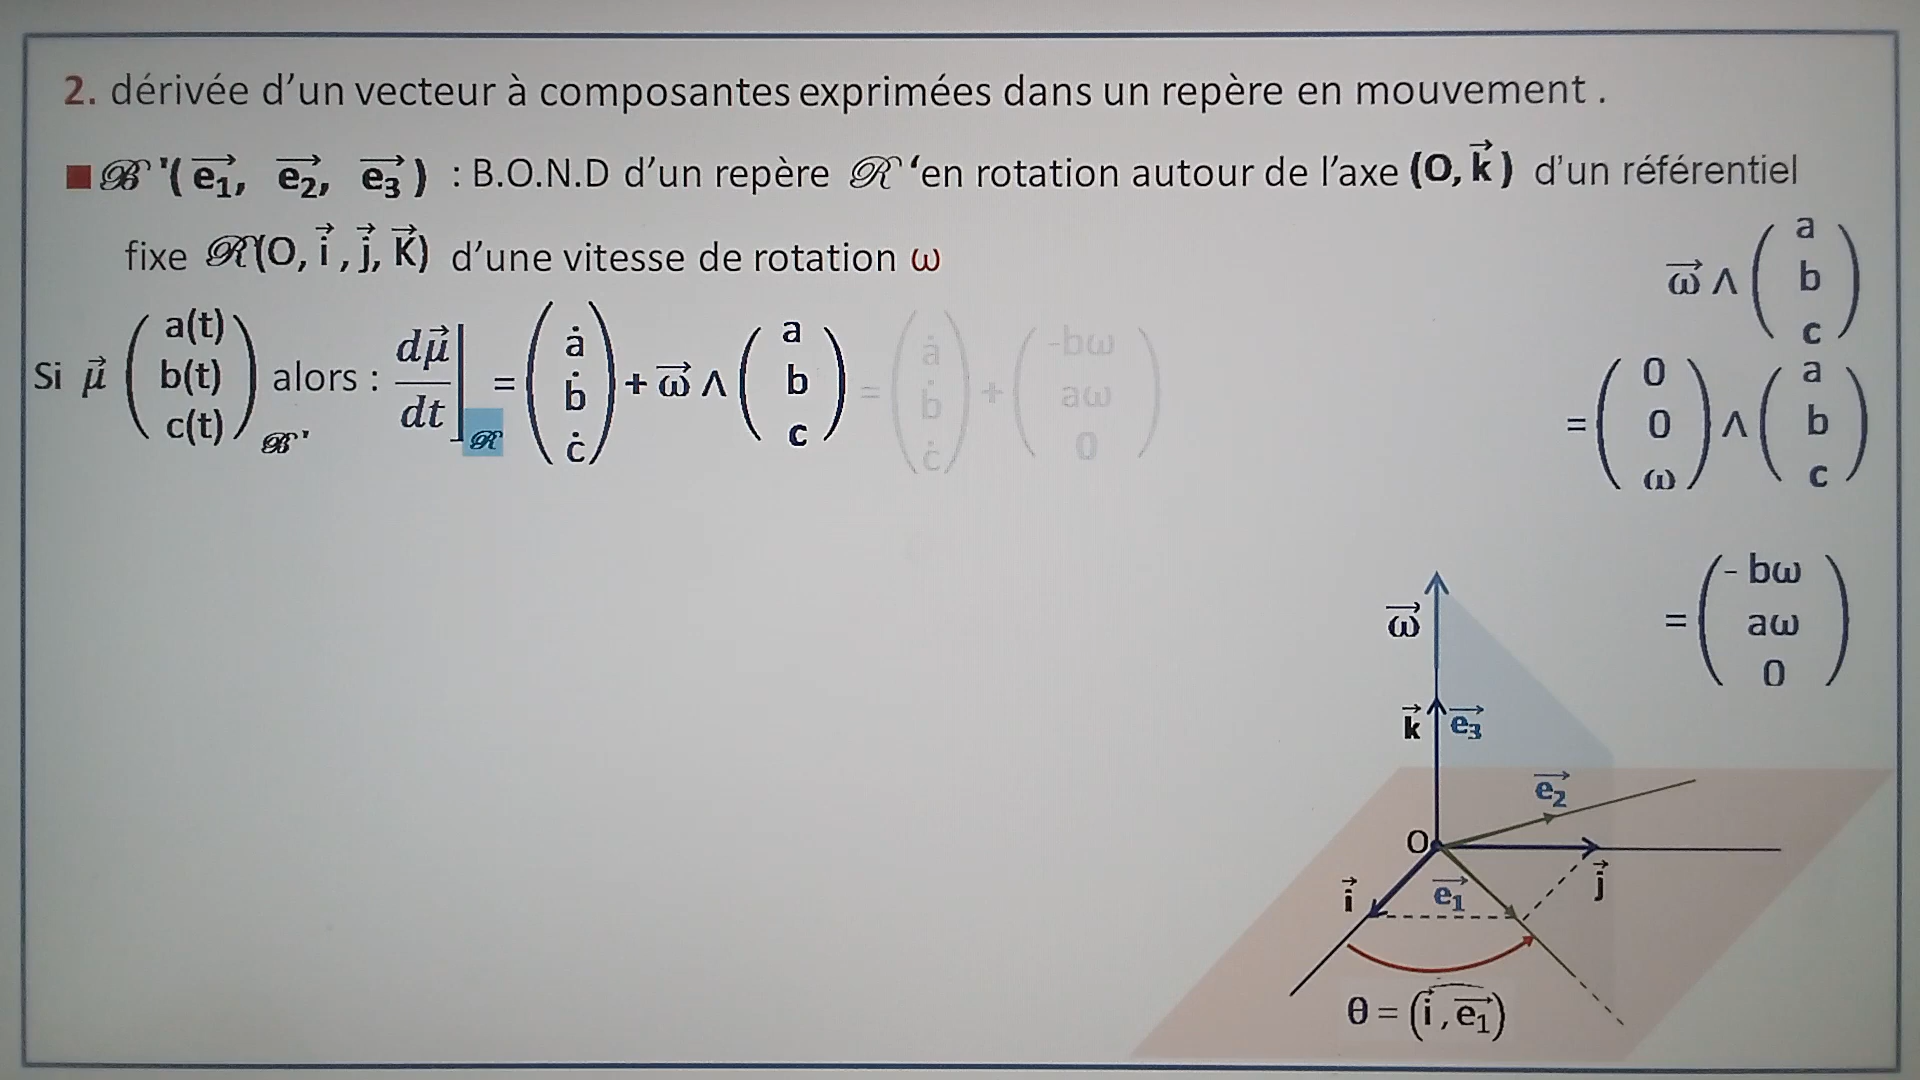 2. dérivée d'un vecteur à composantes exprimées dans un repère en mouvement .
■ ℬ '( e₁⃗, e₂⃗, e₃⃗ ) : B.O.N.D d'un repère ℛ 'en rotation autour de l'axe (O, k⃗ ) d'un référentiel
fixe ℛ(O, i⃗ , j⃗, K⃗) d'une vitesse de rotation ω
Si μ⃗ ( a(t) b(t) c(t) )ℬ ' alors : dμ⃗/dt |ℛ = ( ȧ ḃ ċ ) + ω⃗ ∧ ( a b c ) = ( ȧ ḃ ċ ) + ( -bω aω 0 )
ω⃗ ∧ ( a b c )
= ( 0 0 ω ) ∧ ( a b c )
= ( - bω aω 0 )
ω⃗
k⃗ e₃⃗
e₂⃗
O
i⃗ e₁⃗ j⃗
θ = (i⃗ , e₁⃗)